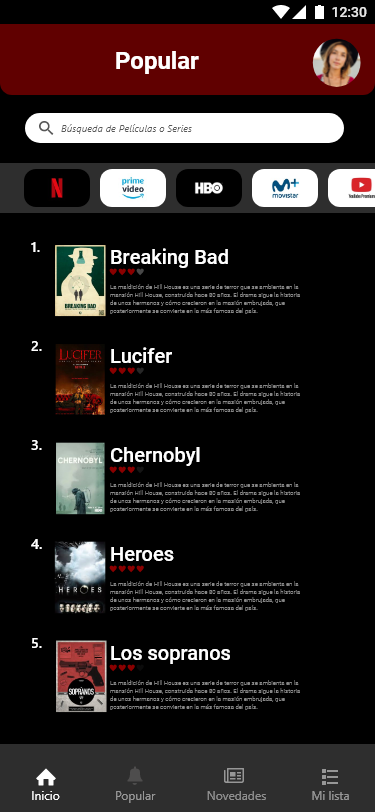 12:30
Popular
Búsqueda de Películas o Series
N
prime
video
HBO
M+
movistar
YouTube Premium
1.
BREAKING BAD
Breaking Bad
La maldición de Hill House es una serie de terror que se ambienta en la
mansión Hill House, construida hace 80 años. El drama sigue la historia
de unos hermanos y cómo crecieron en la mansión embrujada, que
posteriormente se convierte en la más famosa del país.
2.
LUCIFER
Lucifer
La maldición de Hill House es una serie de terror que se ambienta en la
mansión Hill House, construida hace 80 años. El drama sigue la historia
de unos hermanos y cómo crecieron en la mansión embrujada, que
posteriormente se convierte en la más famosa del país.
3.
CHERNOBYL
Chernobyl
La maldición de Hill House es una serie de terror que se ambienta en la
mansión Hill House, construida hace 80 años. El drama sigue la historia
de unos hermanos y cómo crecieron en la mansión embrujada, que
posteriormente se convierte en la más famosa del país.
4.
HEROES
Heroes
La maldición de Hill House es una serie de terror que se ambienta en la
mansión Hill House, construida hace 80 años. El drama sigue la historia
de unos hermanos y cómo crecieron en la mansión embrujada, que
posteriormente se convierte en la más famosa del país.
5.
SOPRANOS
Los sopranos
La maldición de Hill House es una serie de terror que se ambienta en la
mansión Hill House, construida hace 80 años. El drama sigue la historia
de unos hermanos y cómo crecieron en la mansión embrujada, que
posteriormente se convierte en la más famosa del país.
Inicio
Popular
Novedades
Mi lista